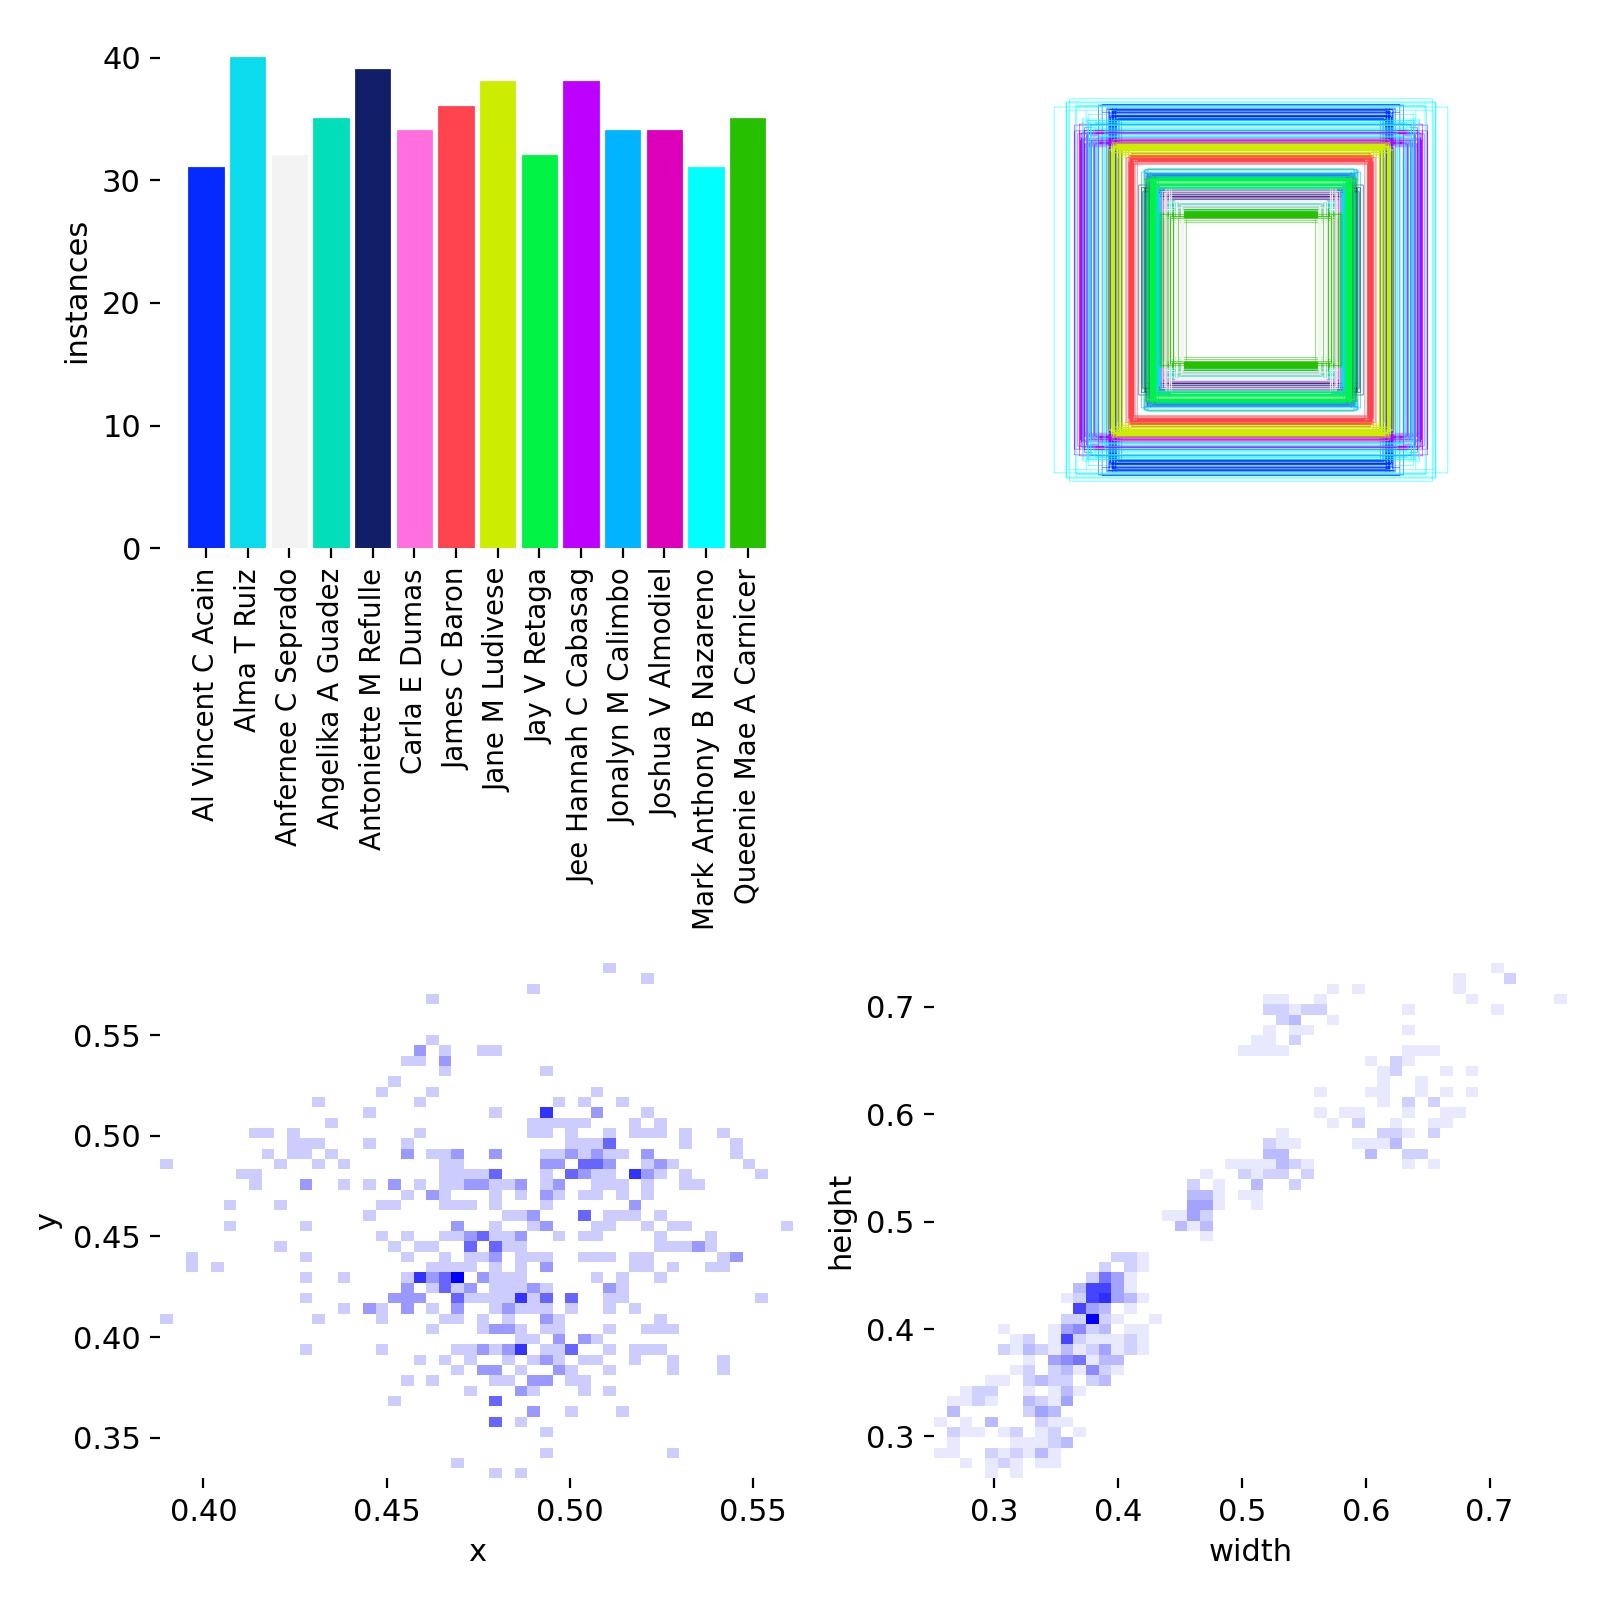 40
30
20
10
0
instances
Al Vincent C Acain
Alma T Ruiz
Anfernee C Seprado
Angelika A Guadez
Antoniette M Refulle
Carla E Dumas
James C Baron
Jane M Ludivese
Jay V Retaga
Jee Hannah C Cabasag
Jonalyn M Calimbo
Joshua V Almodiel
Mark Anthony B Nazareno
Queenie Mae A Carnicer
0.55
0.50
0.45
0.40
0.35
y
0.40 0.45 0.50 0.55
x
0.7
0.6
0.5
0.4
0.3
height
0.3 0.4 0.5 0.6 0.7
width